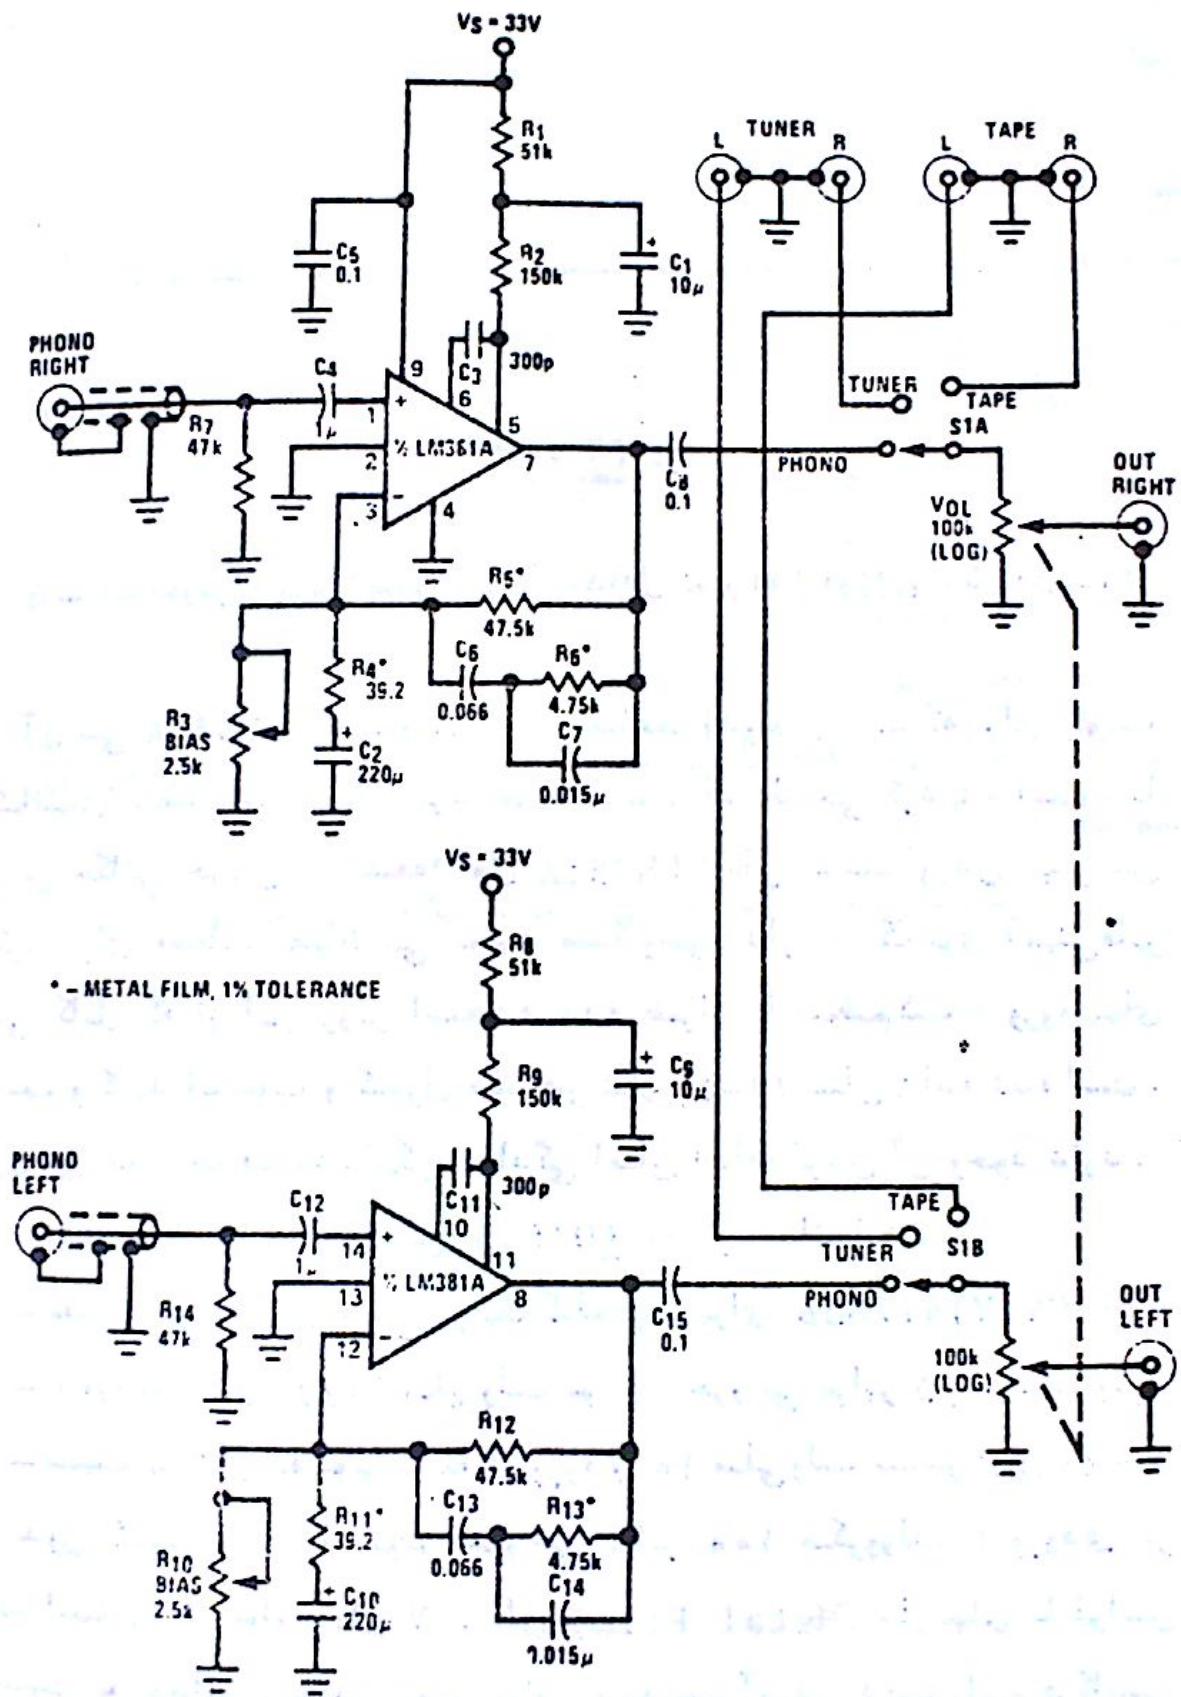 VS = 33V
R1
51k
L TUNER R
L TAPE R
C5
0.1
R2
150k
+
C1
10µ
PHONO
RIGHT
C4
1µ
9
C3
300p
6
5
TUNER
TAPE
S1A
R7
47k
1 +
2
½ LM361A
7
3 −
4
C8
0.1
PHONO
VOL
100k
(LOG)
OUT
RIGHT
R5*
47.5k
R4*
39.2
C6
0.066
R6*
4.75k
C7
0.015µ
R3
BIAS
2.5k
+
C2
220µ
VS = 33V
R8
51k
* – METAL FILM, 1% TOLERANCE
R9
150k
+
C9
10µ
PHONO
LEFT
C12
1µ
C11
300p
10
11
TAPE
TUNER
S1B
14 +
13
½ LM381A
8
12 −
R14
47k
C15
0.1
PHONO
100k
(LOG)
OUT
LEFT
R12
47.5k
R11*
39.2
C13
0.066
R13*
4.75k
C14
0.015µ
R10
BIAS
2.5k
+
C10
220µ